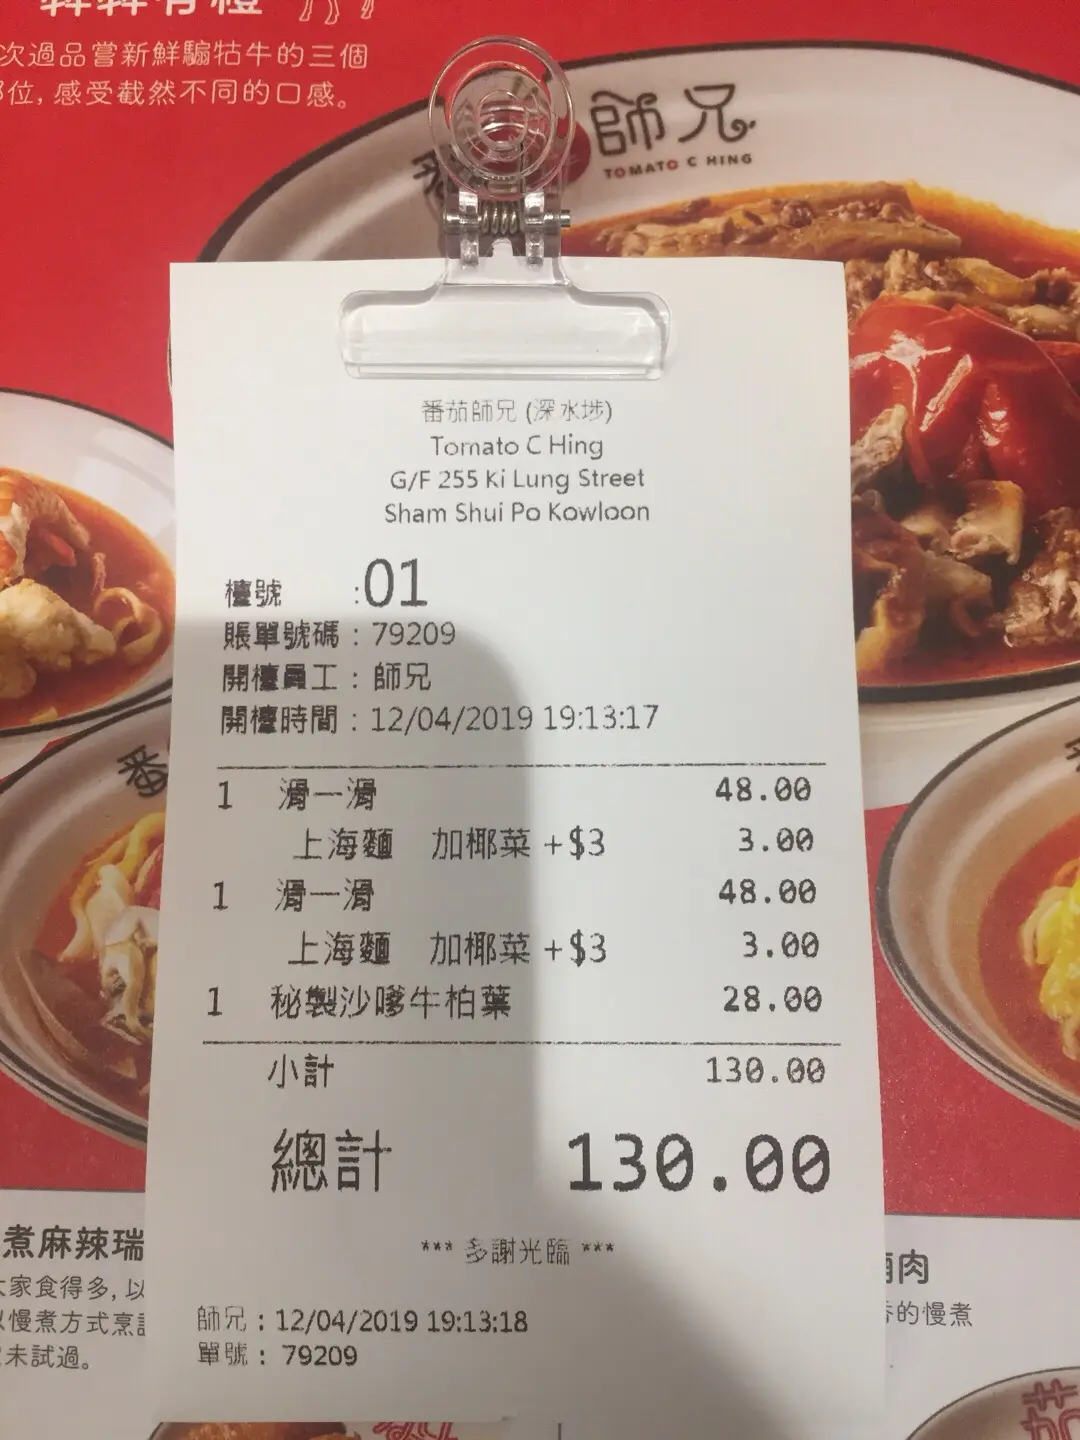 次過品嘗新鮮騸牯牛的三個
位, 感受截然不同的口感。
師兄
TOMATO C HING
番茄師兄 (深水埗)
Tomato C Hing
G/F 255 Ki Lung Street
Sham Shui Po Kowloon
檯號 :01
賬單號碼 : 79209
開檯員工 : 師兄
開檯時間 : 12/04/2019 19:13:17
1 滑一滑 48.00
上海麵 加椰菜 +$3 3.00
1 滑一滑 48.00
上海麵 加椰菜 +$3 3.00
1 秘製沙嗲牛柏葉 28.00
小計 130.00
總計 130.00
*** 多謝光臨 ***
師兄 : 12/04/2019 19:13:18
單號 : 79209
番
煮麻辣瑞
家食得多, 以
慢煮方式烹
未試過。
肉
的慢煮
茄